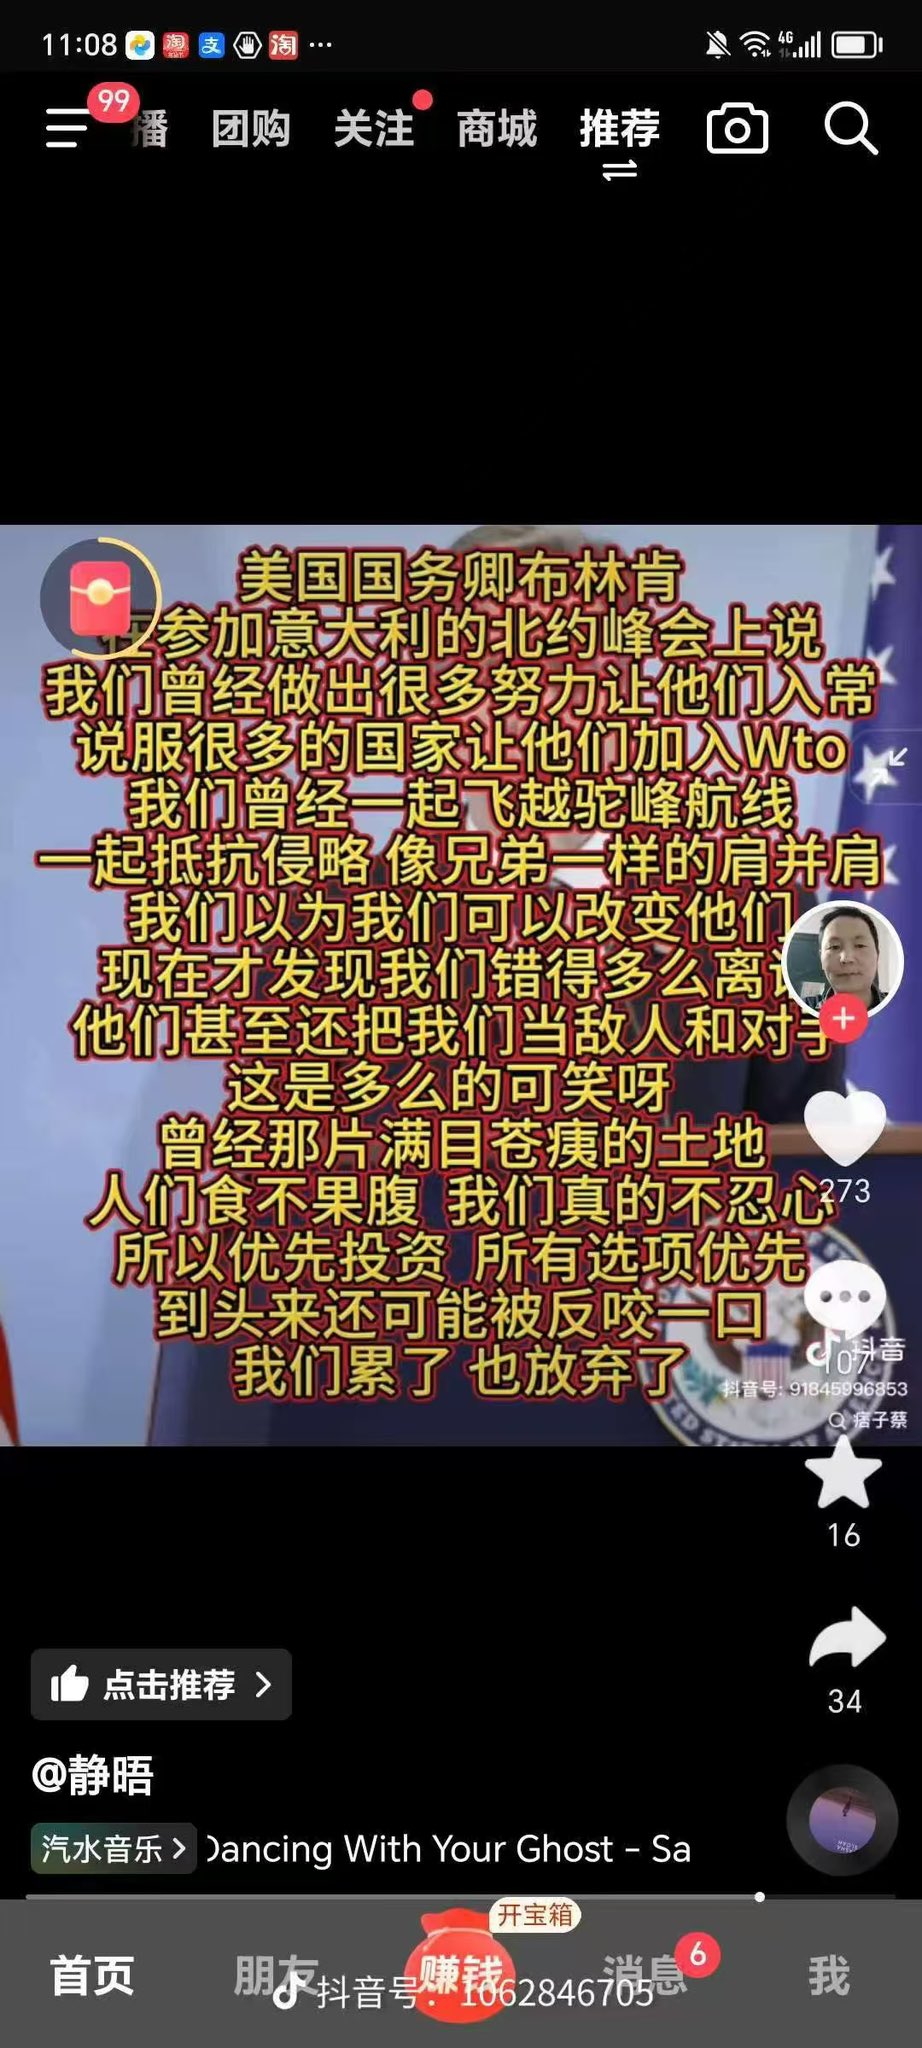 11:08
4G
99
播 团购 关注 商城 推荐
美国国务卿布林肯
在参加意大利的北约峰会上说
我们曾经做出很多努力让他们入常
说服很多的国家让他们加入Wto
我们曾经一起飞越驼峰航线
一起抵抗侵略 像兄弟一样的肩并肩
我们以为我们可以改变他们
现在才发现我们错得多么离
他们甚至还把我们当敌人和对手
这是多么的可笑呀
曾经那片满目苍痍的土地
人们食不果腹 我们真的不忍心
273
所以优先投资 所有选项优先
到头来还可能被反咬一口
我们累了 也放弃了
107
抖音
抖音号: 91845996853
痞子蔡
16
34
点击推荐
@静晤
汽水音乐 Dancing With Your Ghost - Sa
开宝箱
首页 朋友 赚钱 消息 6 我
抖音号: 1062846705